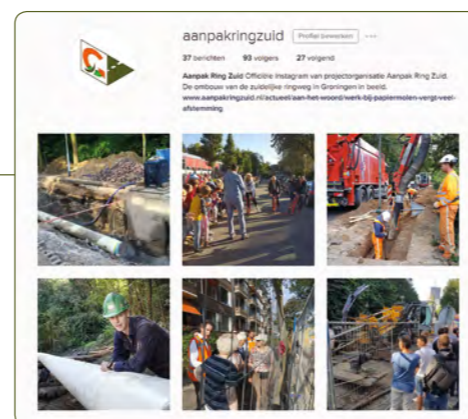 aanpakringzuid Profiel bewerken
37 berichten 93 volgers 27 volgend
Aanpak Ring Zuid Officiële Instagram van projectorganisatie Aanpak Ring Zuid.
De ombouw van de zuidelijke ringweg in Groningen in beeld.
www.aanpakringzuid.nl/actueel/aan-het-woord/werk-bij-papiermolen-vergt-veel-
afstemming